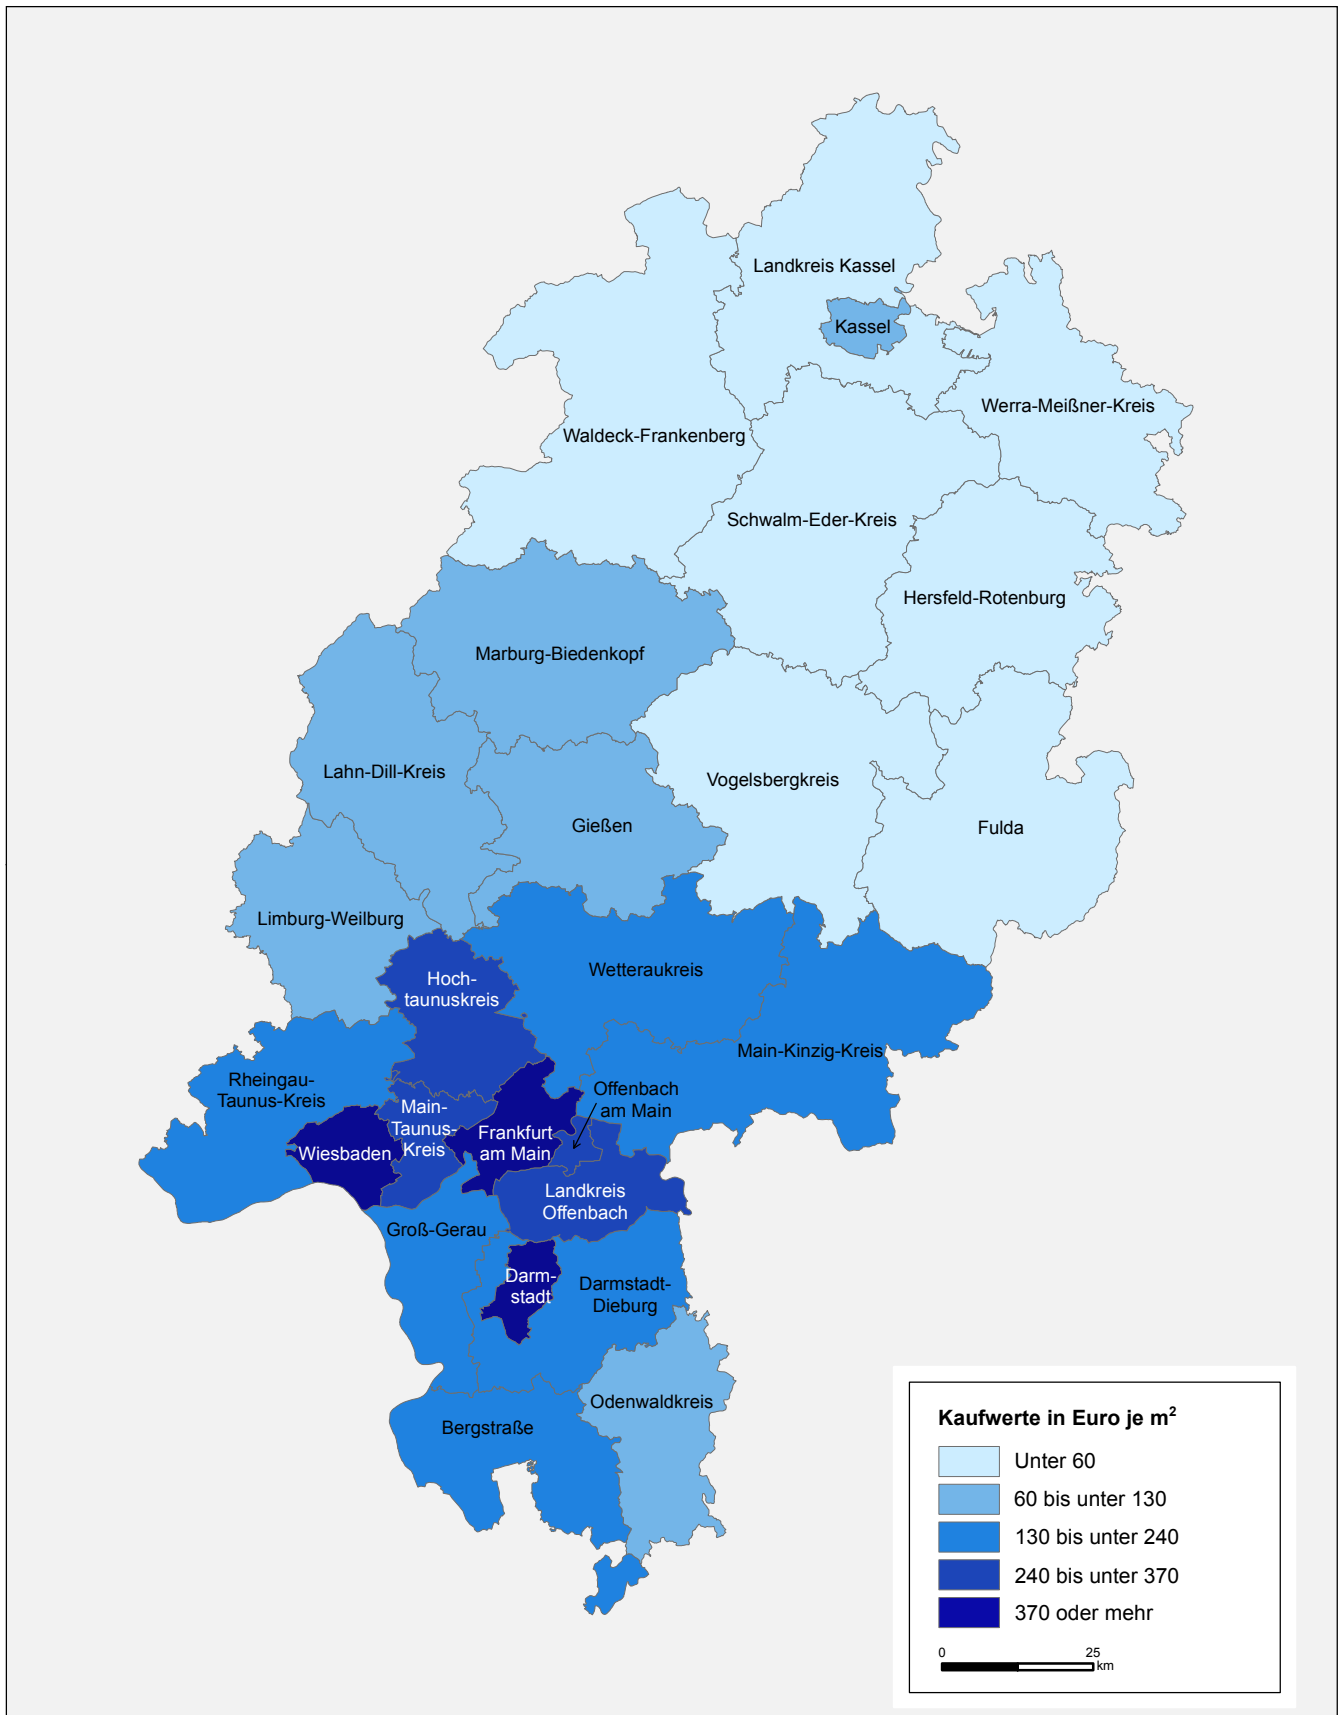 Landkreis Kassel
Kassel
Werra-Meißner-Kreis
Waldeck-Frankenberg
Schwalm-Eder-Kreis
Hersfeld-Rotenburg
Marburg-Biedenkopf
Lahn-Dill-Kreis
Vogelsbergkreis
Gießen
Fulda
Limburg-Weilburg
Wetteraukreis
Hoch-
taunuskreis
Main-Kinzig-Kreis
Rheingau-
Taunus-Kreis
Offenbach
am Main
Main-
Taunus-
Kreis
Frankfurt
am Main
Wiesbaden
Landkreis
Offenbach
Groß-Gerau
Darm-
stadt
Darmstadt-
Dieburg
Odenwaldkreis
Bergstraße
Kaufwerte in Euro je m²
Unter 60
60 bis unter 130
130 bis unter 240
240 bis unter 370
370 oder mehr
0 25
km